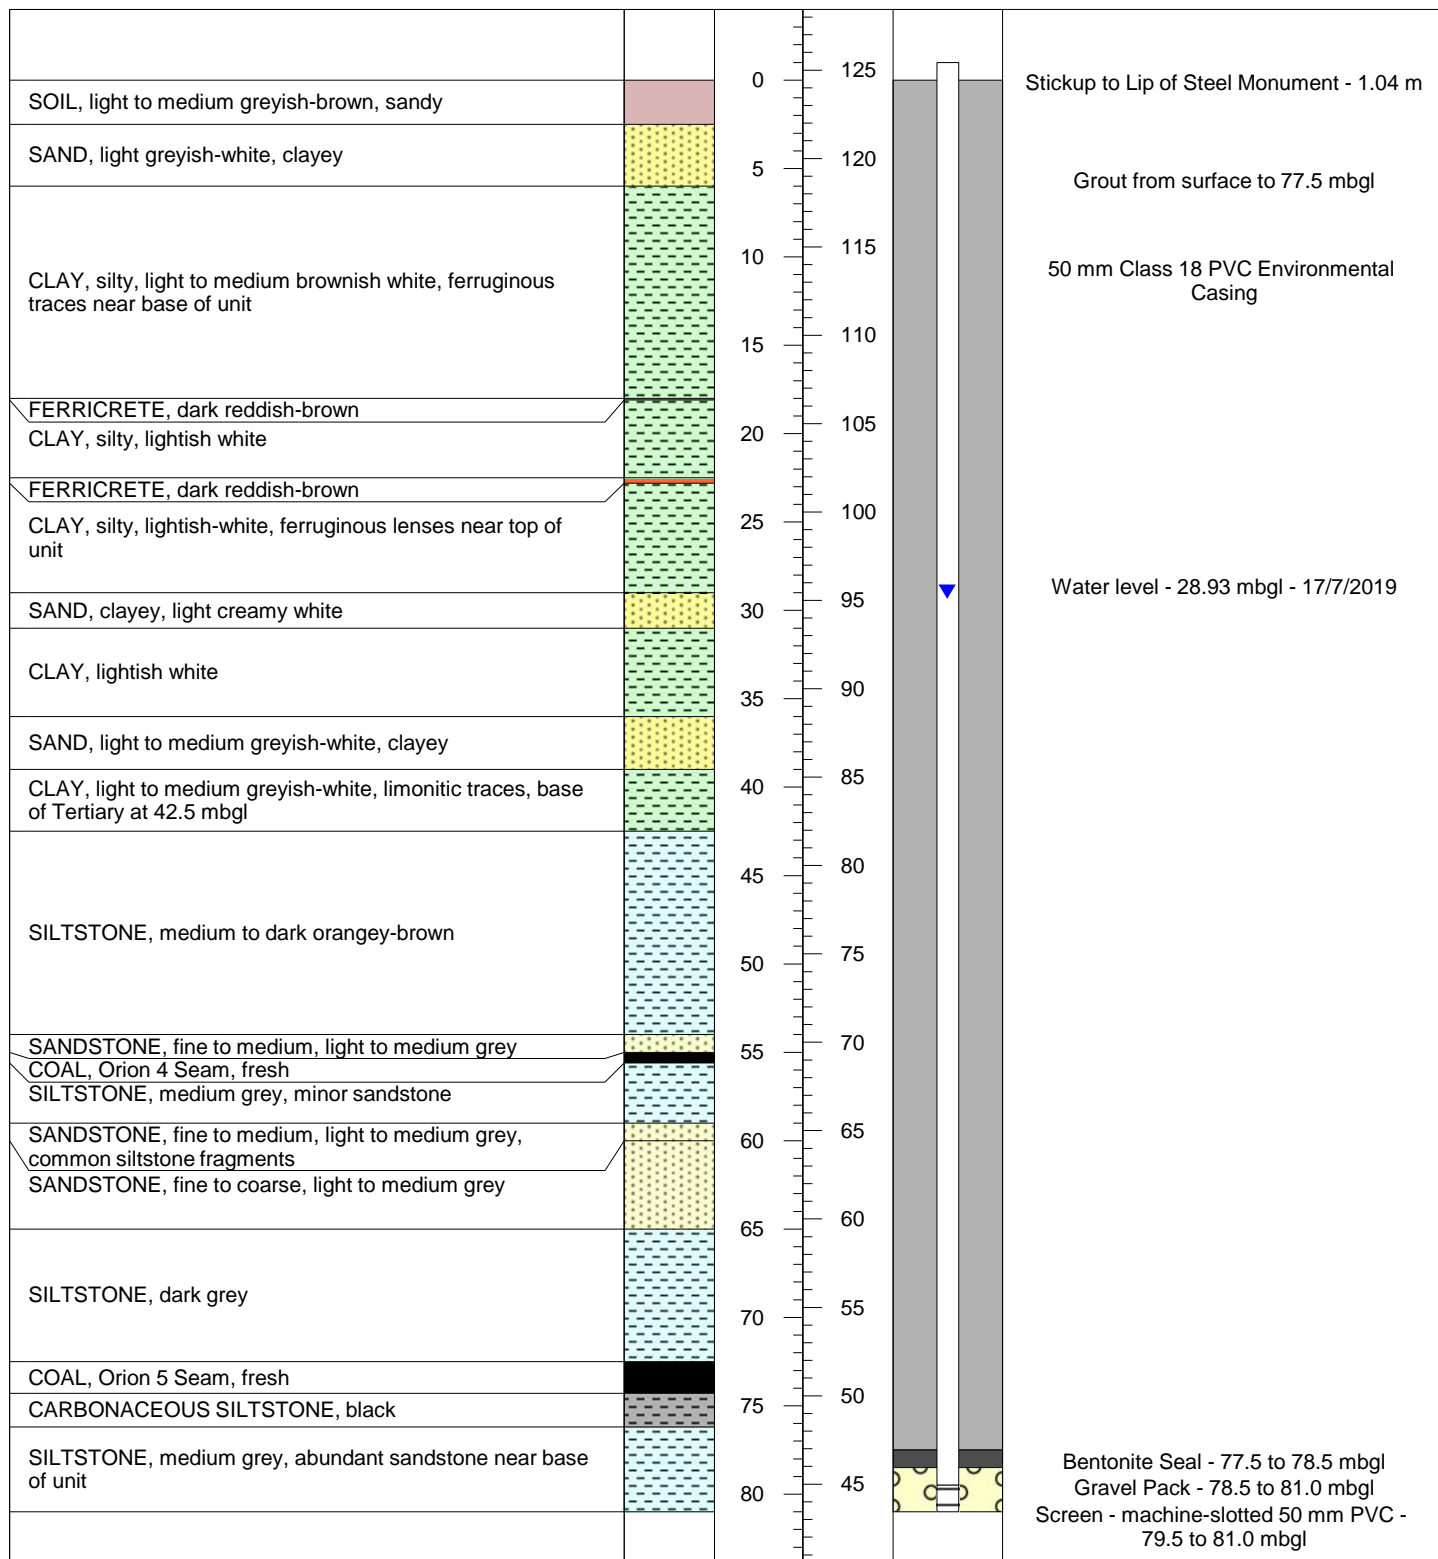 SOIL, light to medium greyish-brown, sandy
SAND, light greyish-white, clayey
CLAY, silty, light to medium brownish white, ferruginous
traces near base of unit
FERRICRETE, dark reddish-brown
CLAY, silty, lightish white
FERRICRETE, dark reddish-brown
CLAY, silty, lightish-white, ferruginous lenses near top of
unit
SAND, clayey, light creamy white
CLAY, lightish white
SAND, light to medium greyish-white, clayey
CLAY, light to medium greyish-white, limonitic traces, base
of Tertiary at 42.5 mbgl
SILTSTONE, medium to dark orangey-brown
SANDSTONE, fine to medium, light to medium grey
COAL, Orion 4 Seam, fresh
SILTSTONE, medium grey, minor sandstone
SANDSTONE, fine to medium, light to medium grey,
common siltstone fragments
SANDSTONE, fine to coarse, light to medium grey
SILTSTONE, dark grey
COAL, Orion 5 Seam, fresh
CARBONACEOUS SILTSTONE, black
SILTSTONE, medium grey, abundant sandstone near base
of unit
0
5
10
15
20
25
30
35
40
45
50
55
60
65
70
75
80
125
120
115
110
105
100
95
90
85
80
75
70
65
60
55
50
45
Stickup to Lip of Steel Monument - 1.04 m
Grout from surface to 77.5 mbgl
50 mm Class 18 PVC Environmental
Casing
Water level - 28.93 mbgl - 17/7/2019
Bentonite Seal - 77.5 to 78.5 mbgl
Gravel Pack - 78.5 to 81.0 mbgl
Screen - machine-slotted 50 mm PVC -
79.5 to 81.0 mbgl